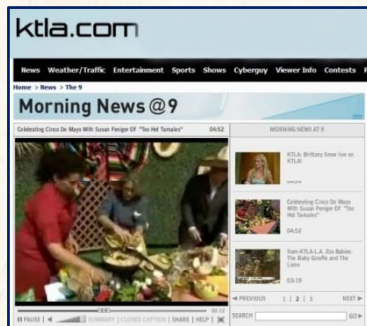 ktla.com
News Weather/Traffic Entertainment Sports Shows Cyberguy Viewer Info Contests
Home > News > The 9
Morning News @ 9
Celebrating Cinco De Mayo With Susan Feniger Of "Too Hot Tamales" 04:52
MORNING NEWS AT 9
KTLA: Brittany Snow live on KTLA!
Celebrating Cinco De Mayo With Susan Feniger Of "Too Hot Tamales"
04:52
9am-KTLA-L.A. Zoo Babies: The Baby Giraffe and The Lions
03:19
◄ PREVIOUS 1 | 2 | 3 NEXT ►
PAUSE | SUMMARY | CLOSED CAPTION | SHARE | HELP |
SEARCH GO ►